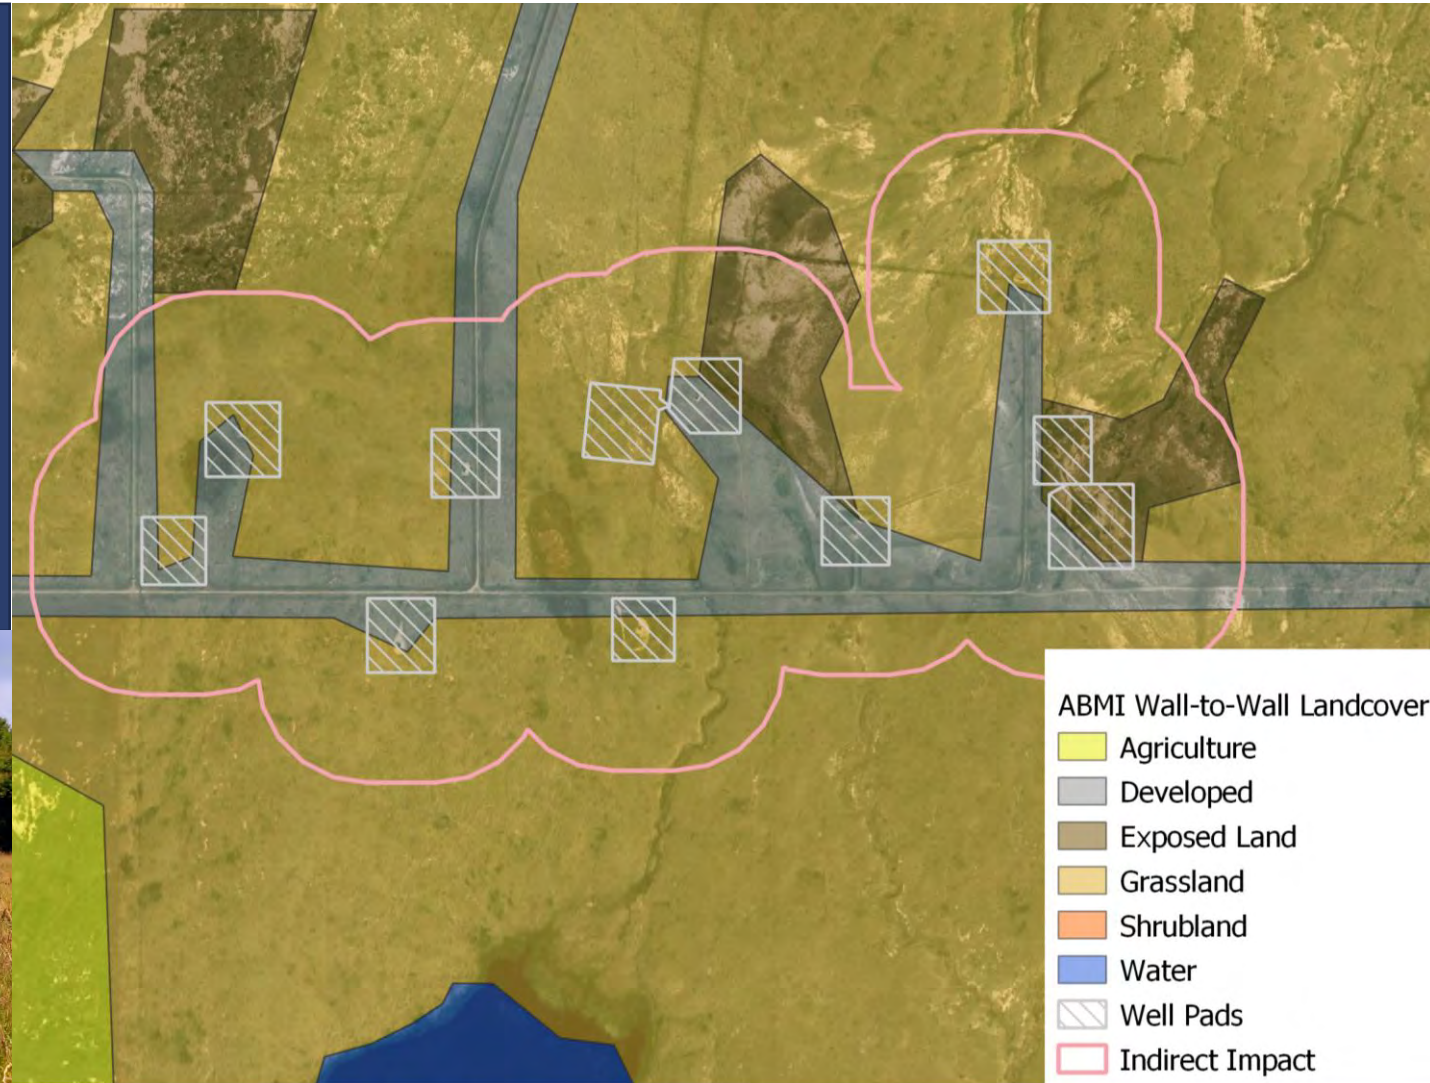 ABMI Wall-to-Wall Landcover
Agriculture
Developed
Exposed Land
Grassland
Shrubland
Water
Well Pads
Indirect Impact